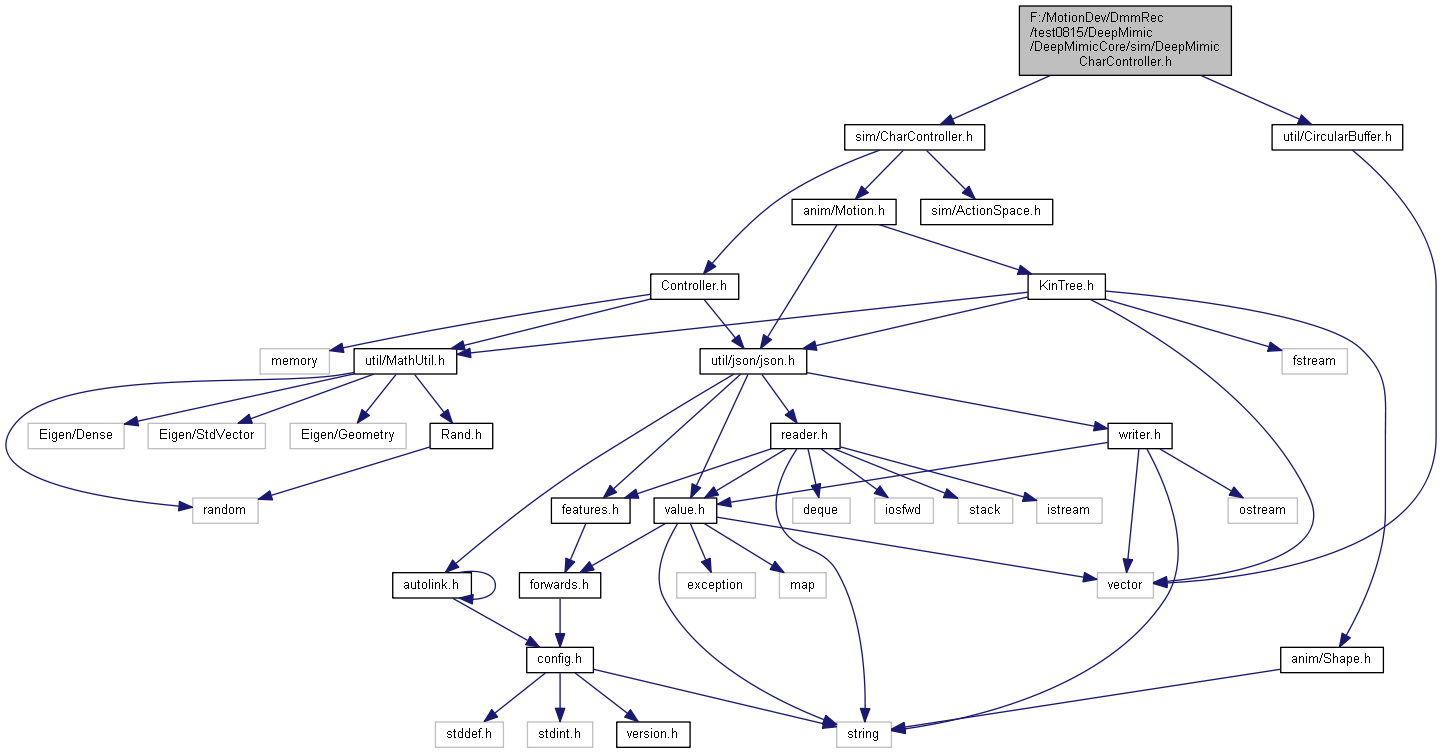 F:/MotionDev/DmmRec
/test0815/DeepMimic
/DeepMimicCore/sim/DeepMimic
CharController.h
sim/CharController.h
util/CircularBuffer.h
anim/Motion.h
sim/ActionSpace.h
Controller.h
KinTree.h
memory
util/MathUtil.h
util/json/json.h
fstream
Eigen/Dense
Eigen/StdVector
Eigen/Geometry
Rand.h
reader.h
writer.h
random
features.h
value.h
deque
iosfwd
stack
istream
ostream
autolink.h
forwards.h
exception
map
vector
config.h
anim/Shape.h
stddef.h
stdint.h
version.h
string